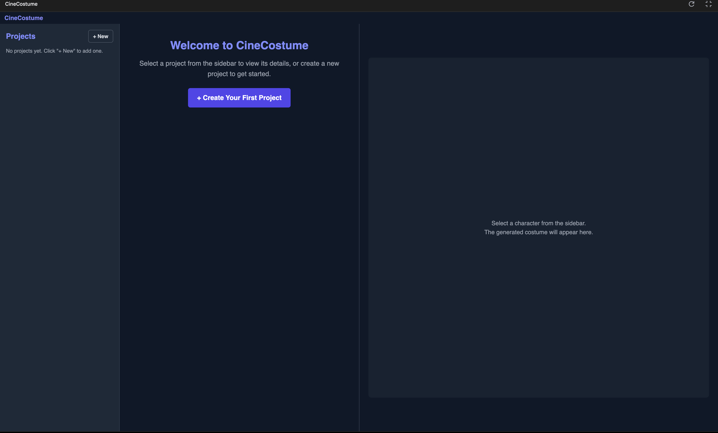 CineCostume
CineCostume
Projects
+ New
No projects yet. Click "+ New" to add one.
Welcome to CineCostume
Select a project from the sidebar to view its details, or create a new
project to get started.
+ Create Your First Project
Select a character from the sidebar.
The generated costume will appear here.